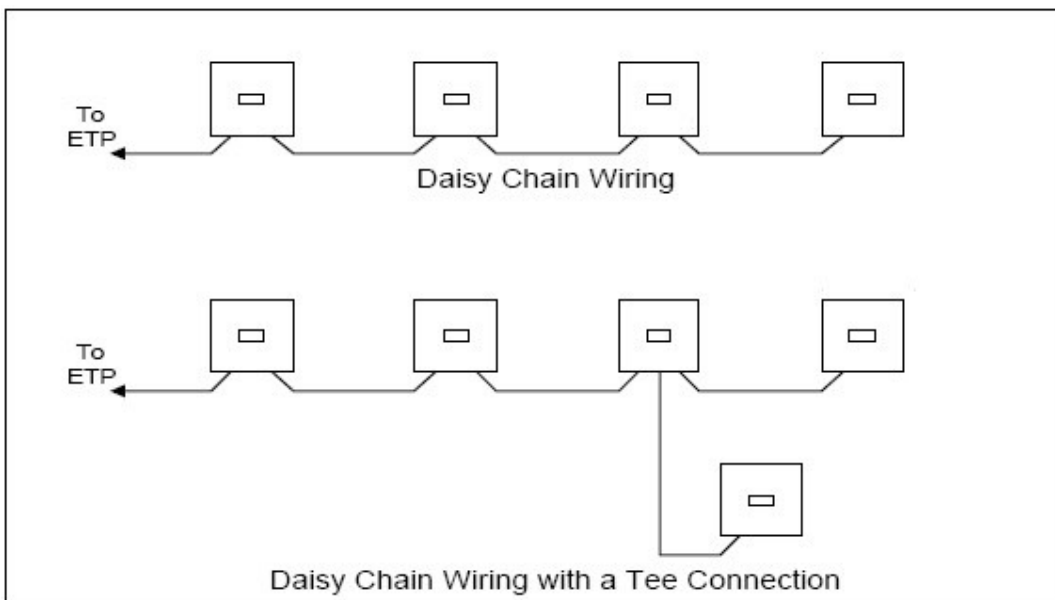 To
ETP
Daisy Chain Wiring
To
ETP
Daisy Chain Wiring with a Tee Connection